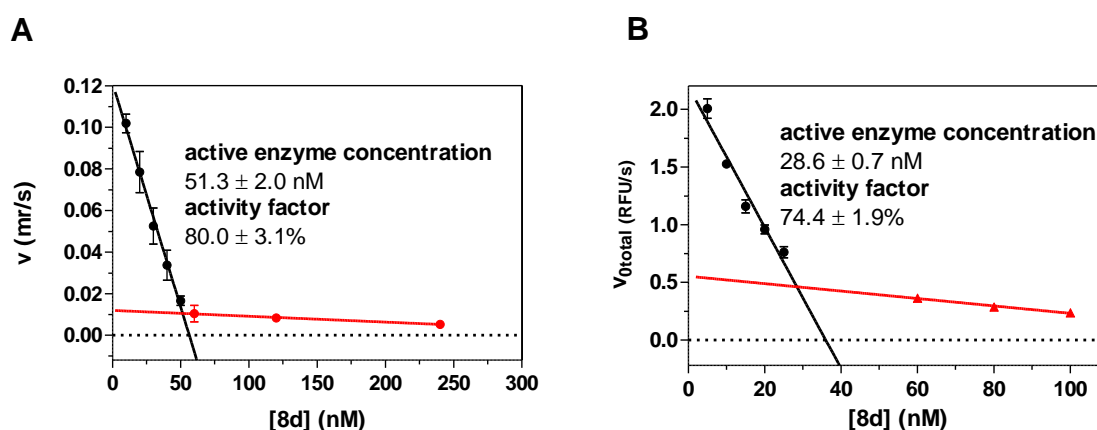 A
v (mr/s)
0.12
0.10
0.08
0.06
0.04
0.02
0.00
active enzyme concentration
51.3 ± 2.0 nM
activity factor
80.0 ± 3.1%
0 50 100 150 200 250 300
[8d] (nM)
B
v0total (RFU/s)
2.0
1.5
1.0
0.5
0.0
active enzyme concentration
28.6 ± 0.7 nM
activity factor
74.4 ± 1.9%
0 20 40 60 80 100
[8d] (nM)